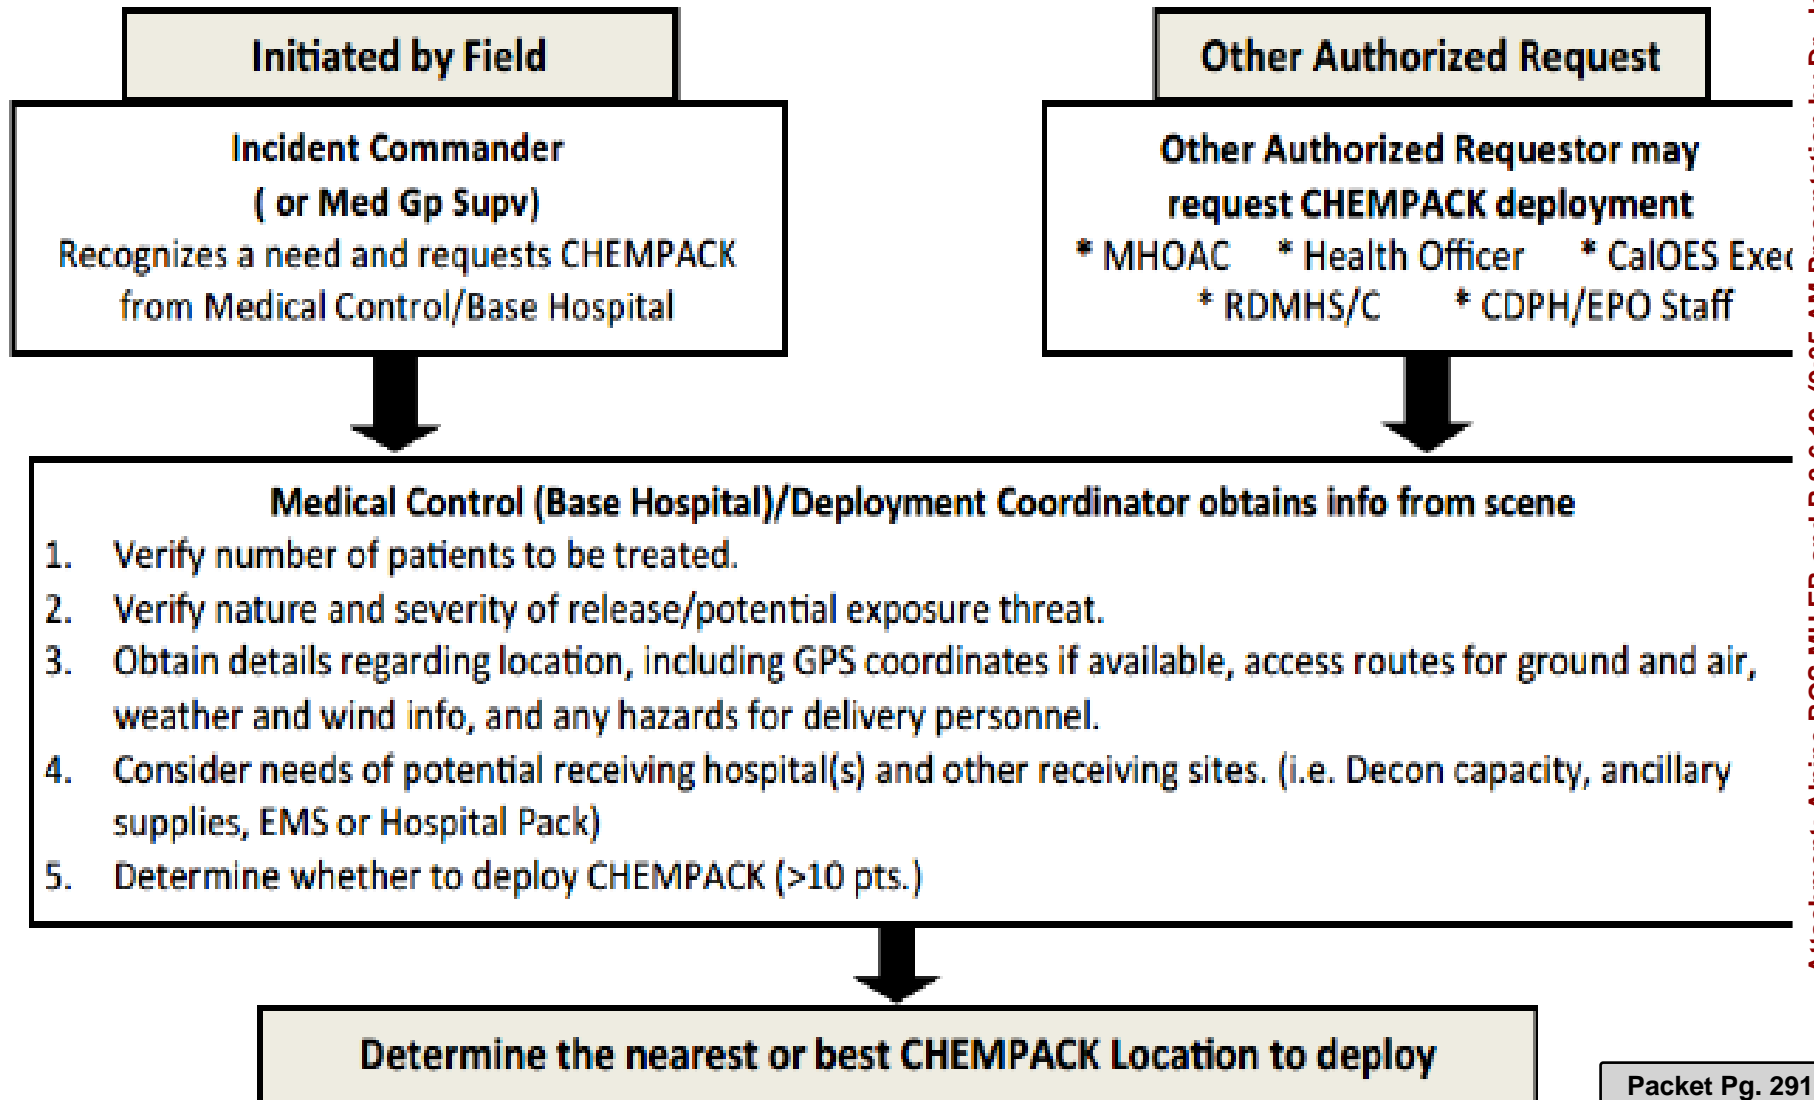 Initiated by Field
Incident Commander
( or Med Gp Supv)
Recognizes a need and requests CHEMPACK
from Medical Control/Base Hospital
Other Authorized Request
Other Authorized Requestor may
request CHEMPACK deployment
* MHOAC * Health Officer * CalOES Exec
* RDMHS/C * CDPH/EPO Staff
Medical Control (Base Hospital)/Deployment Coordinator obtains info from scene
1. Verify number of patients to be treated.
2. Verify nature and severity of release/potential exposure threat.
3. Obtain details regarding location, including GPS coordinates if available, access routes for ground and air,
weather and wind info, and any hazards for delivery personnel.
4. Consider needs of potential receiving hospital(s) and other receiving sites. (i.e. Decon capacity, ancillary
supplies, EMS or Hospital Pack)
5. Determine whether to deploy CHEMPACK (>10 pts.)
Determine the nearest or best CHEMPACK Location to deploy
Packet Pg. 291